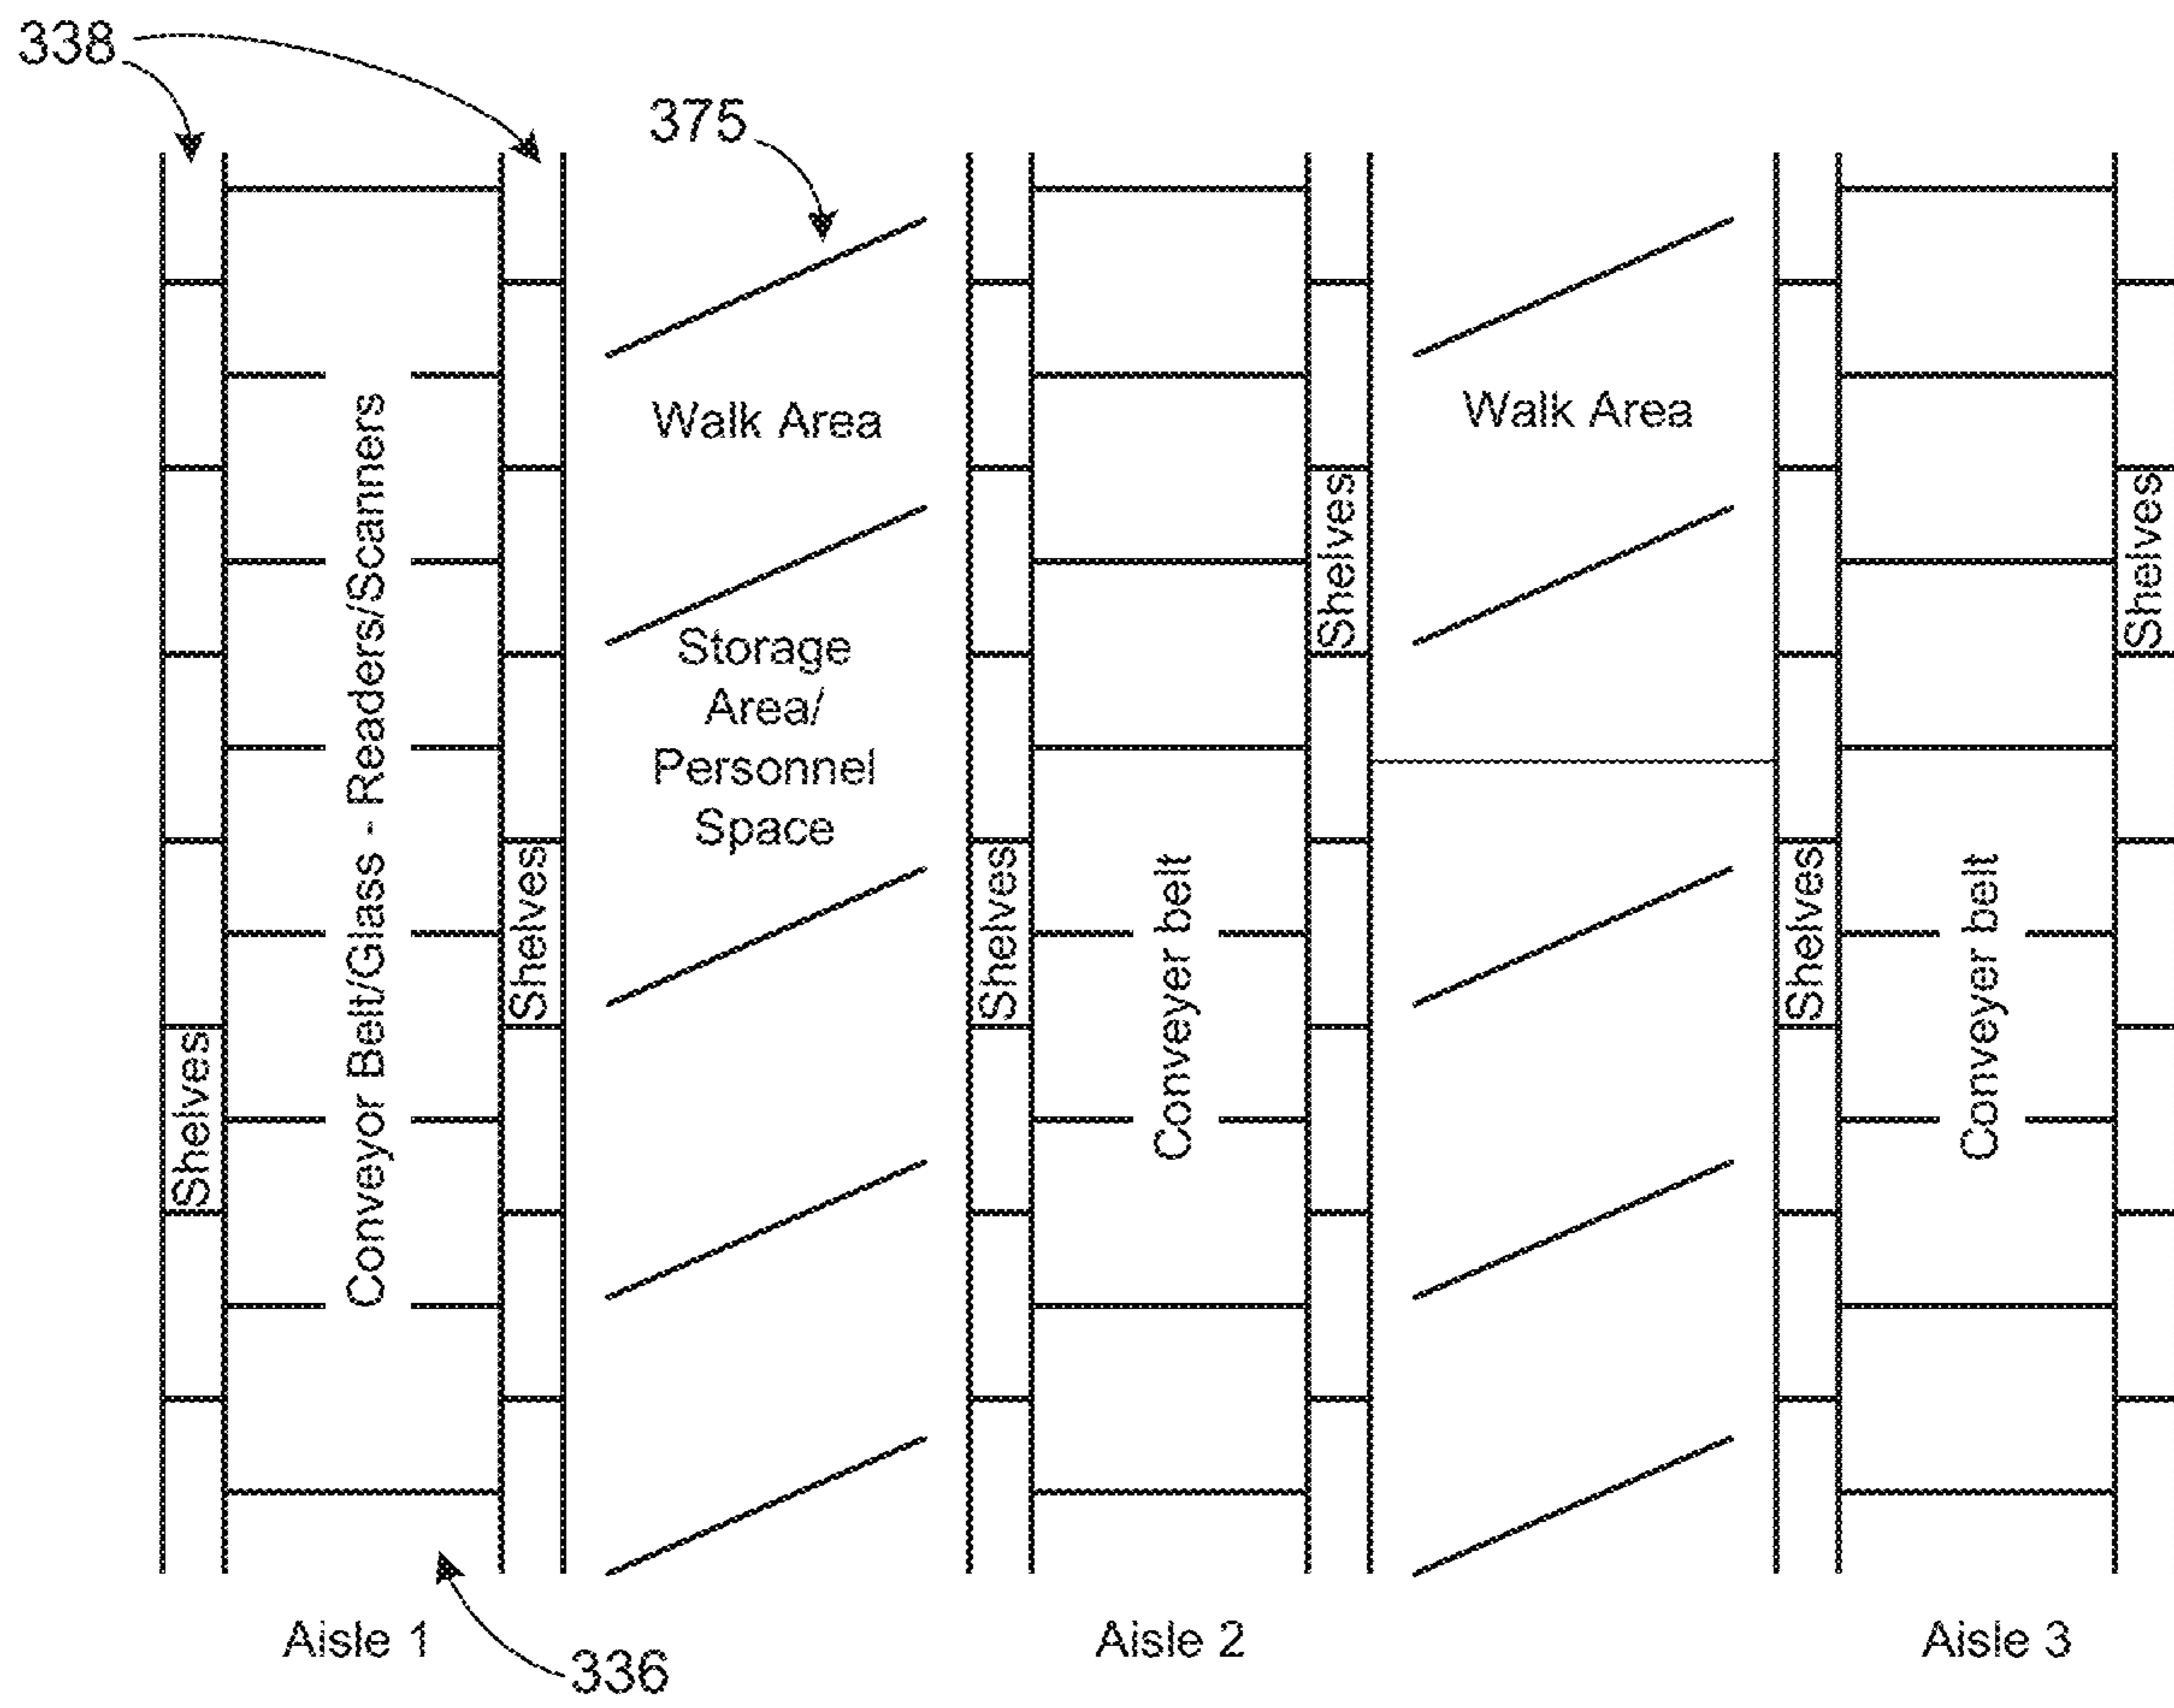 338
375
Walk Area
Walk Area
Conveyor Belt/Glass - Readers/Scanners
Shelves
Shelves
Storage
Area/
Personnel
Space
Shelves
Shelves
Shelves
Shelves
Conveyer belt
Conveyer belt
Shelves
Aisle 1
Aisle 2
Aisle 3
336